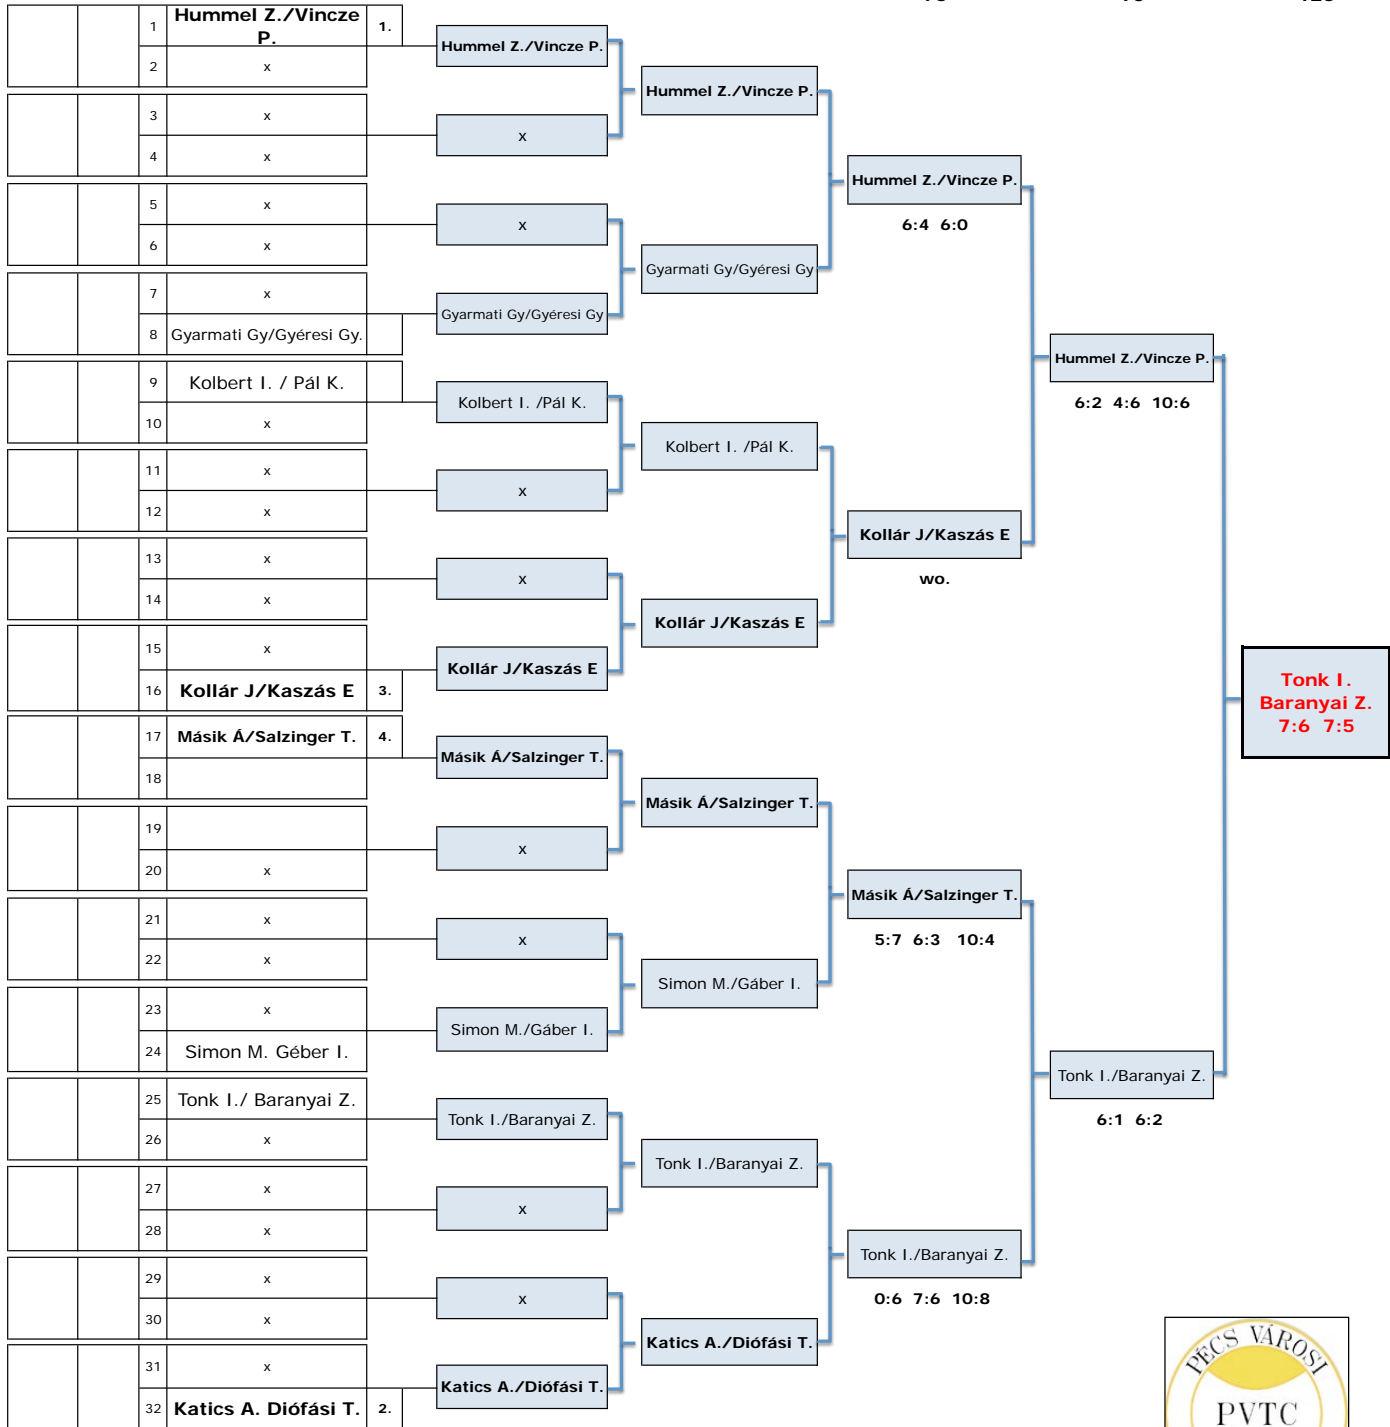 1 Hummel Z./Vincze P. 1.
2 x
3 x
4 x
5 x
6 x
7 x
8 Gyarmati Gy/Gyéresi Gy.
9 Kolbert I. / Pál K.
10 x
11 x
12 x
13 x
14 x
15 x
16 Kollár J/Kaszás E 3.
17 Másik Á/Salzinger T. 4.
18
19
20 x
21 x
22 x
23 x
24 Simon M. Géber I.
25 Tonk I./ Baranyai Z.
26 x
27 x
28 x
29 x
30 x
31 x
32 Katics A. Diófási T. 2.
Hummel Z./Vincze P.
x
x
Gyarmati Gy/Gyéresi Gy
Kolbert I. /Pál K.
x
x
Kollár J/Kaszás E
Másik Á/Salzinger T.
x
x
Simon M./Gáber I.
Tonk I./Baranyai Z.
x
x
Katics A./Diófási T.
Hummel Z./Vincze P.
Gyarmati Gy/Gyéresi Gy
Kolbert I. /Pál K.
Kollár J/Kaszás E
Másik Á/Salzinger T.
Simon M./Gáber I.
Tonk I./Baranyai Z.
Katics A./Diófási T.
Hummel Z./Vincze P.
6:4 6:0
Kollár J/Kaszás E
wo.
Másik Á/Salzinger T.
5:7 6:3 10:4
Tonk I./Baranyai Z.
0:6 7:6 10:8
Hummel Z./Vincze P.
6:2 4:6 10:6
Tonk I./Baranyai Z.
6:1 6:2
Tonk I.
Baranyai Z.
7:6 7:5
PÉCS VÁROSI
PVTC